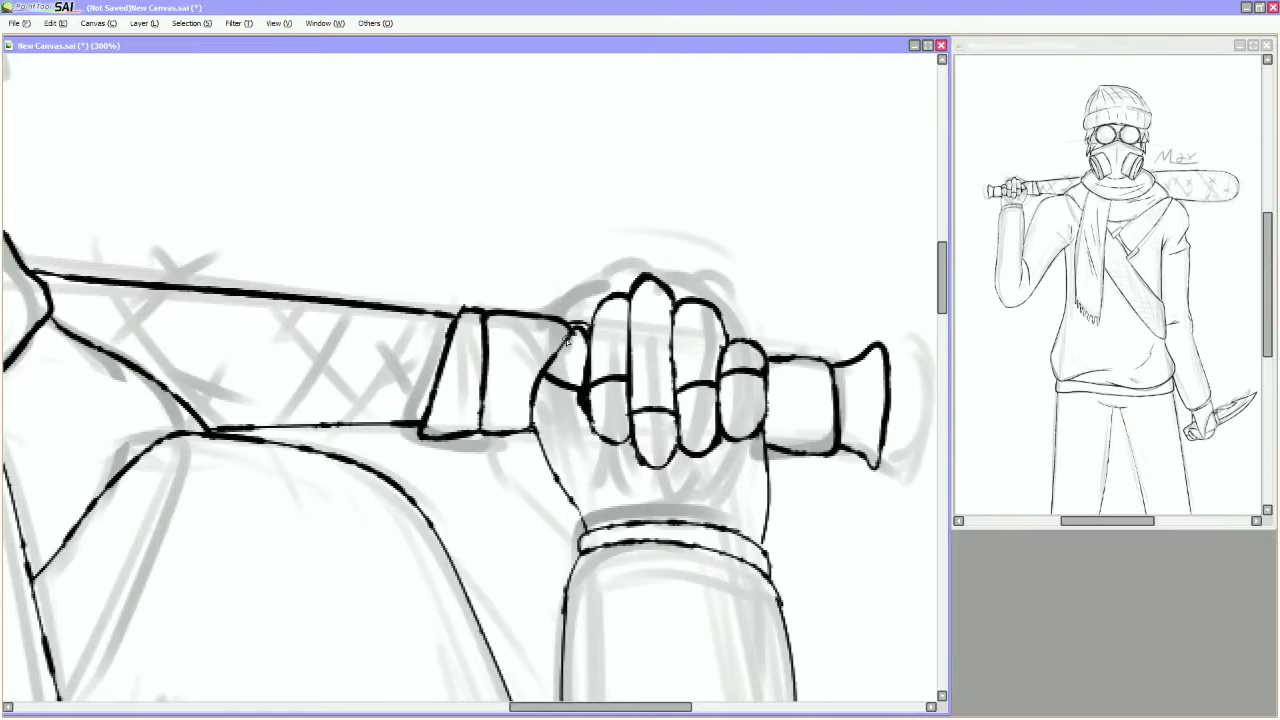 PaintTool SAI (Not Saved)New Canvas.sai (*)
File (F) Edit (E) Canvas (C) Layer (L) Selection (S) Filter (T) View (V) Window (W) Others (O)
New Canvas.sai (*) (300%)
Max